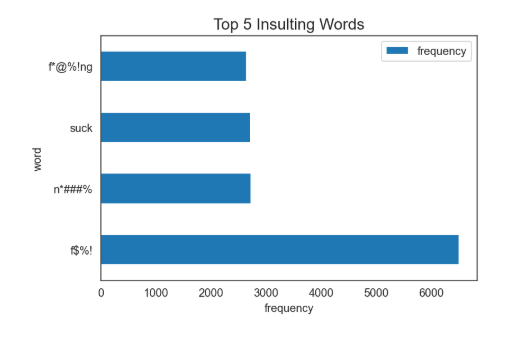 Top 5 Insulting Words
frequency
f*@%!ng
suck
n*###%
f$%!
word
0 1000 2000 3000 4000 5000 6000
frequency